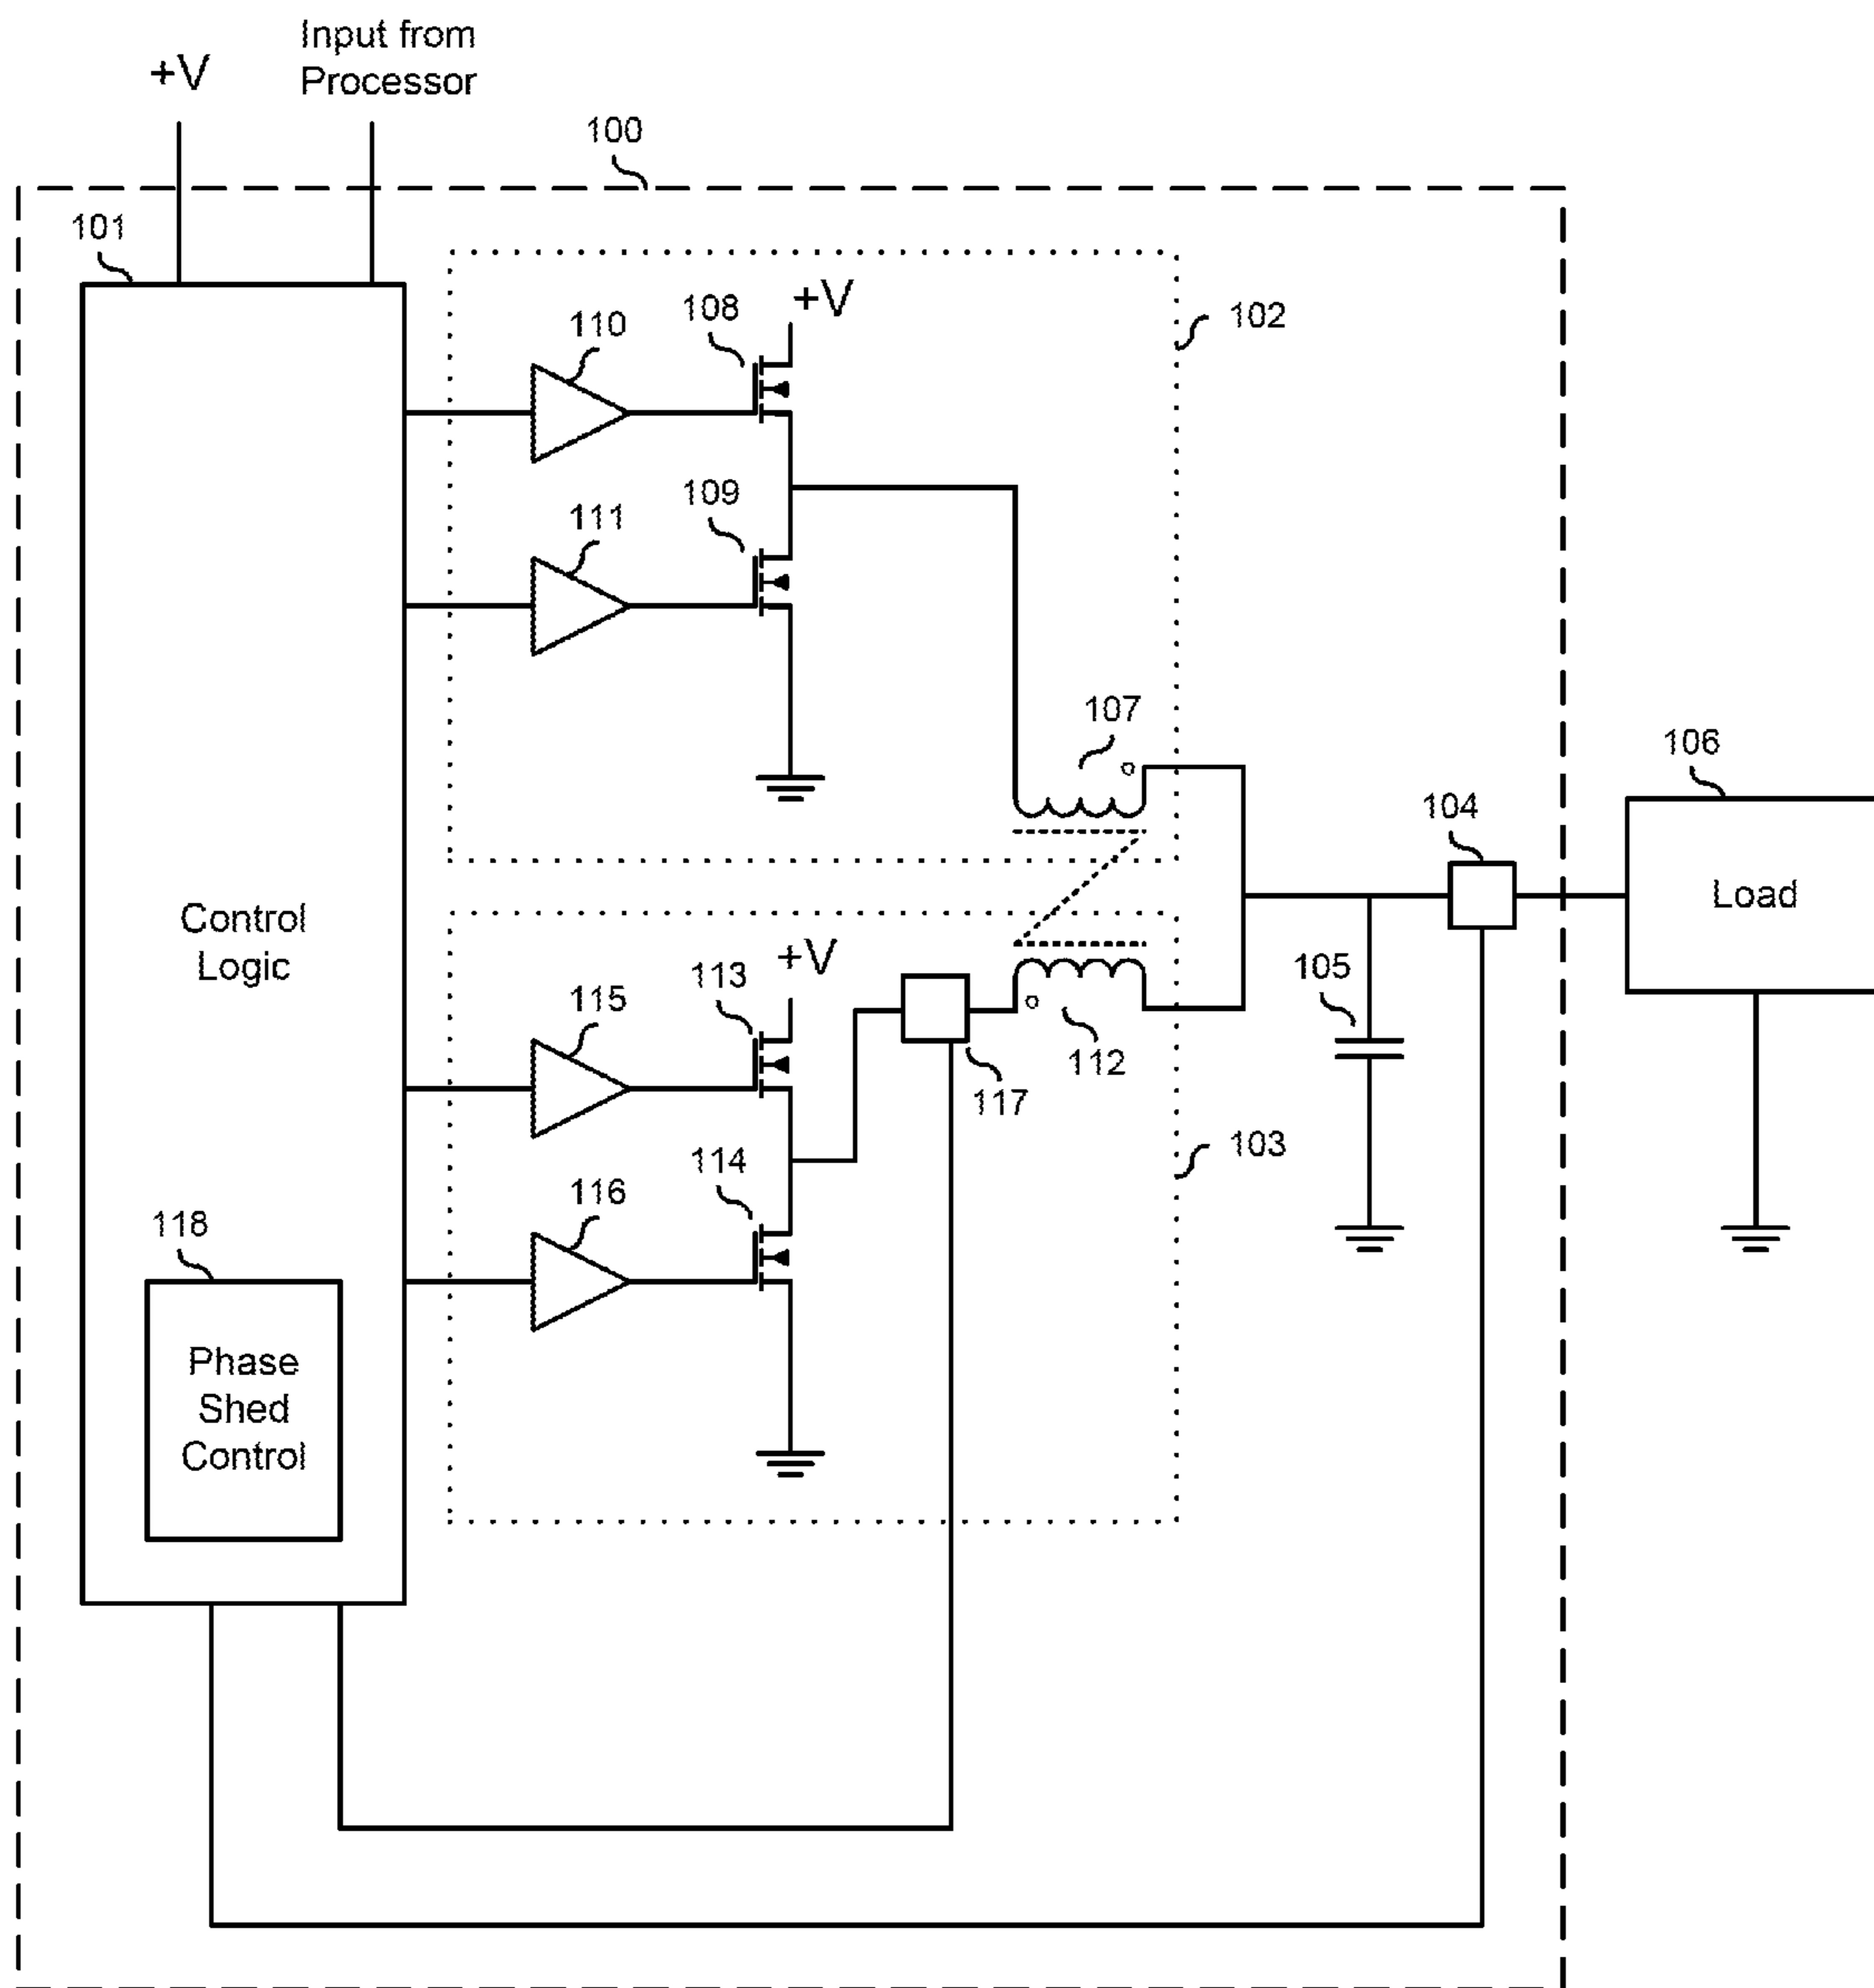 Input from
Processor
+V
100
101
102
110
108
+V
111
109
107
106
104
Load
Control
Logic
105
113
+V
115
112
117
103
114
116
118
Phase
Shed
Control